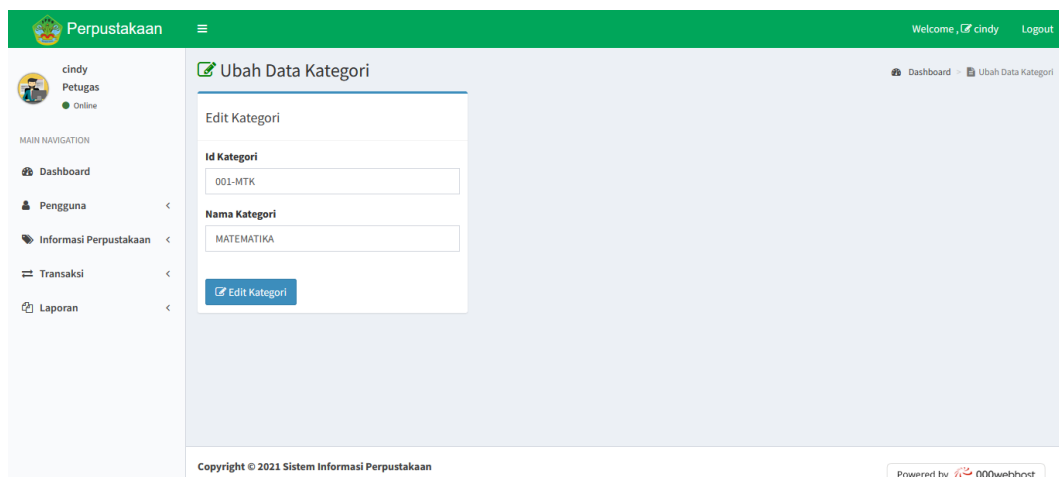 Perpustakaan
Welcome , cindy Logout
cindy
Petugas
Online
MAIN NAVIGATION
Dashboard
Pengguna
Informasi Perpustakaan
Transaksi
Laporan
Ubah Data Kategori
Dashboard > Ubah Data Kategori
Edit Kategori
Id Kategori
001-MTK
Nama Kategori
MATEMATIKA
Edit Kategori
Copyright © 2021 Sistem Informasi Perpustakaan
Powered by 000webhost